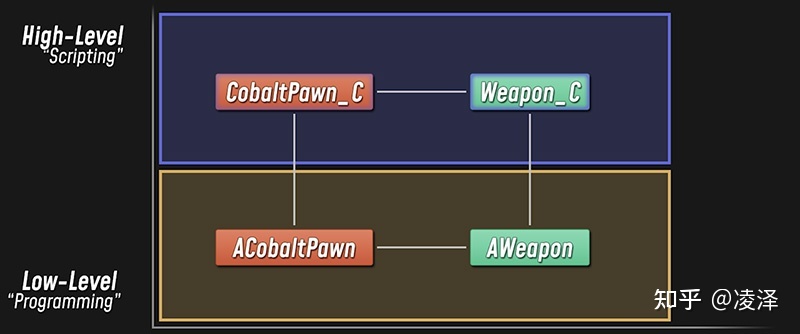 High-Level
“Scripting”
CobaltPawn_C
Weapon_C
ACobaltPawn
AWeapon
Low-Level
“Programming”
知乎 @凌泽